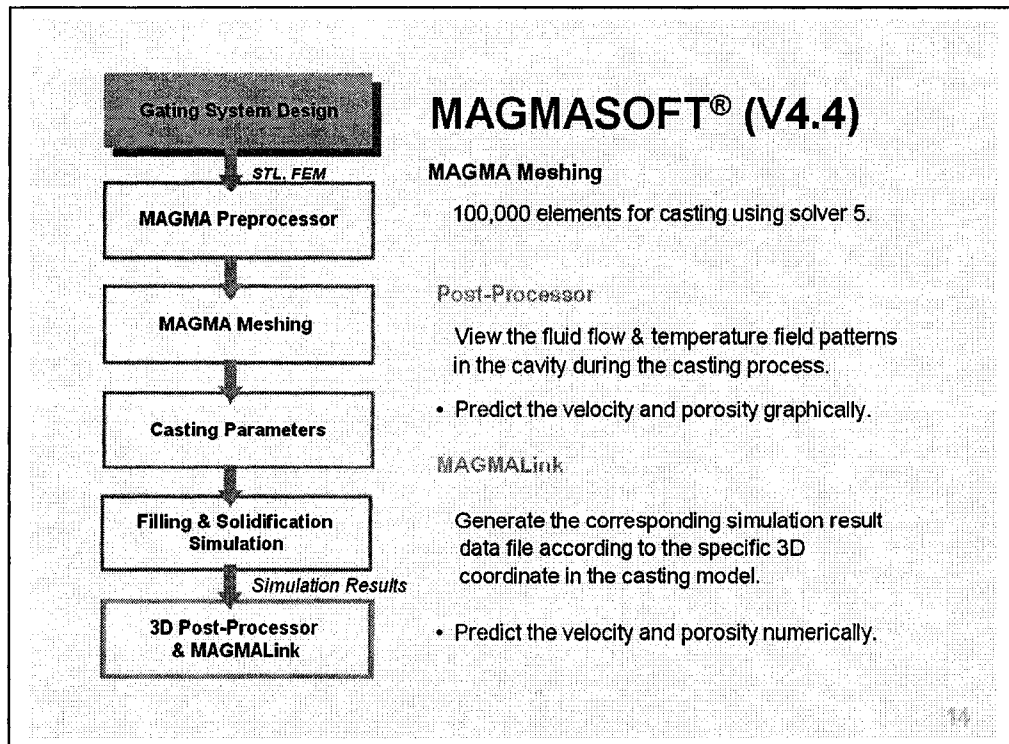 Gating System Design
STL, FEM
MAGMA Preprocessor
MAGMA Meshing
Casting Parameters
Filling & Solidification
Simulation
Simulation Results
3D Post-Processor
& MAGMALink
MAGMASOFT® (V4.4)
MAGMA Meshing
100,000 elements for casting using solver 5.
Post-Processor
View the fluid flow & temperature field patterns
in the cavity during the casting process.
• Predict the velocity and porosity graphically.
MAGMALink
Generate the corresponding simulation result
data file according to the specific 3D
coordinate in the casting model.
• Predict the velocity and porosity numerically.
14